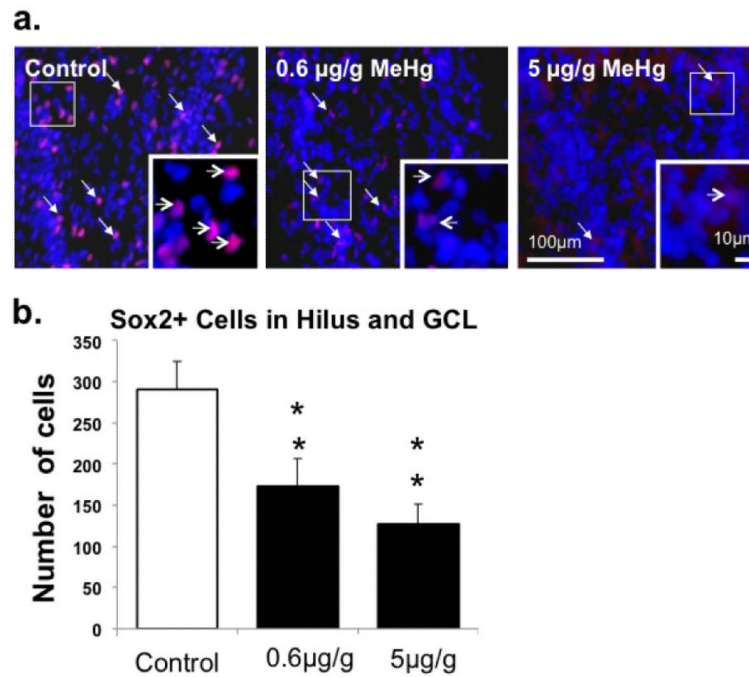 a.
Control
0.6 µg/g MeHg
5 µg/g MeHg
100µm
10µ
b.
Sox2+ Cells in Hilus and GCL
Number of cells
350
300
250
200
150
100
50
0
* *
* *
Control
0.6µg/g
5µg/g